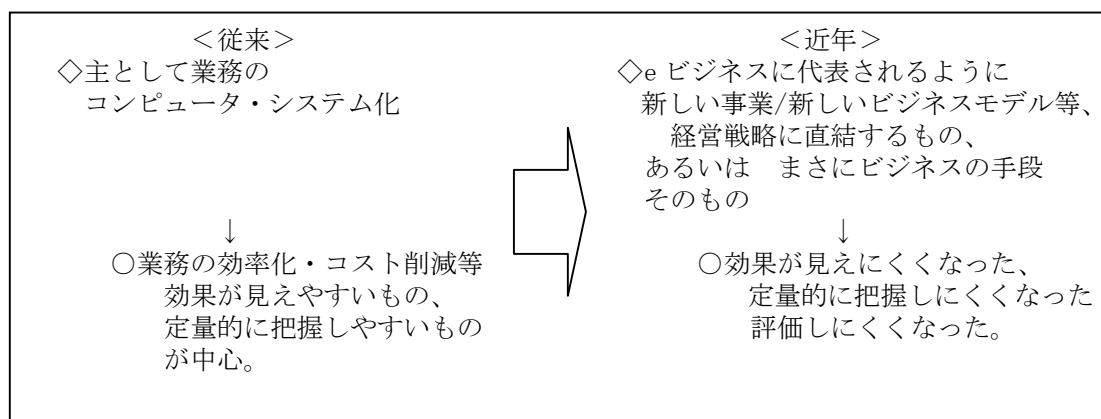 ＜従来＞
◇主として業務の
コンピュータ・システム化
↓
○業務の効率化・コスト削減等
効果が見えやすいもの、
定量的に把握しやすいもの
が中心。
＜近年＞
◇e ビジネスに代表されるように
新しい事業/新しいビジネスモデル等、
経営戦略に直結するもの、
あるいは　まさにビジネスの手段
そのもの
↓
○効果が見えにくくなった、
定量的に把握しにくくなった
評価しにくくなった。